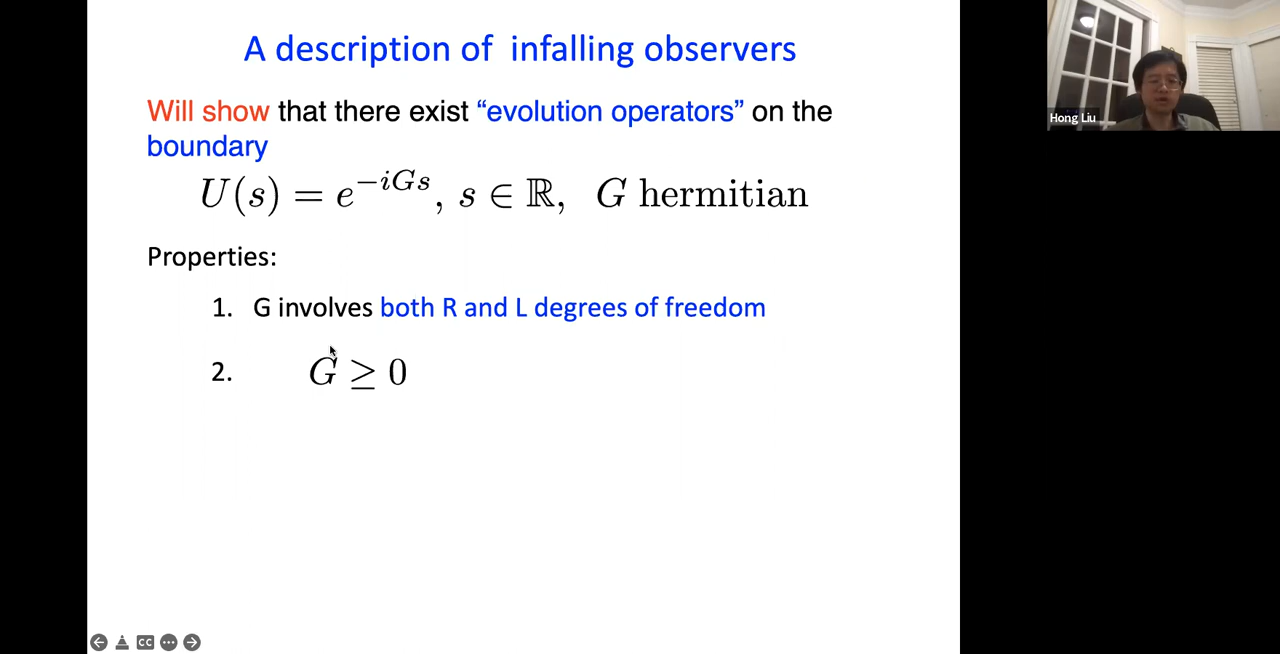 A description of infalling observers
Will show that there exist “evolution operators” on the
boundary
U(s) = e^{-iGs}, s ∈ ℝ, G hermitian
Properties:
1. G involves both R and L degrees of freedom
2. G ≥ 0
Hong Liu
CC